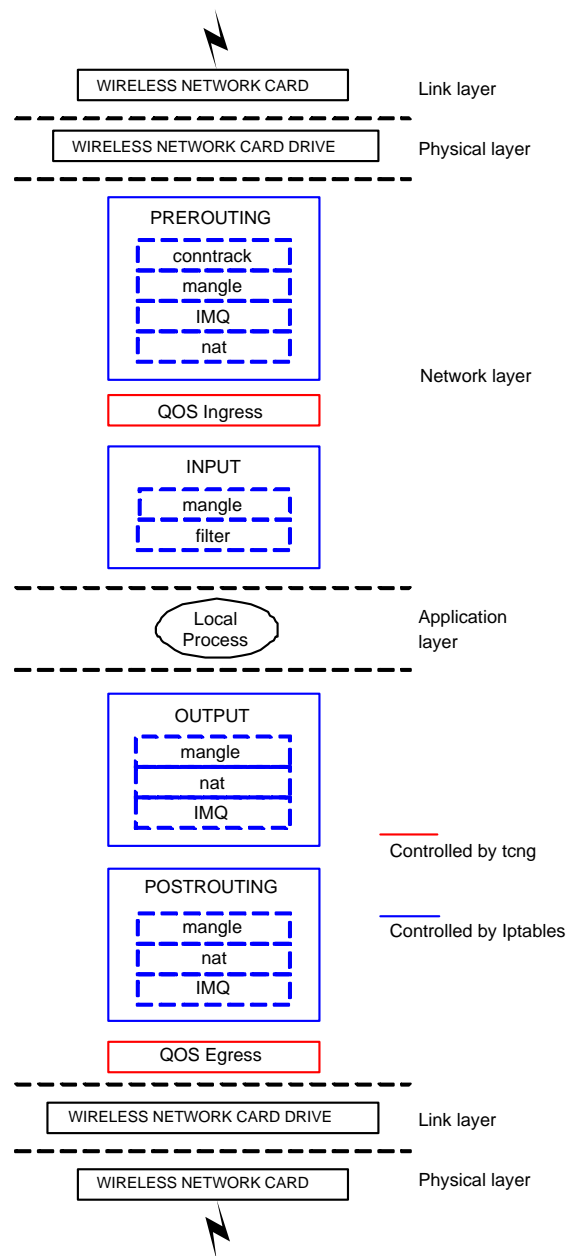 WIRELESS NETWORK CARD
Link layer
WIRELESS NETWORK CARD DRIVE
Physical layer
PREROUTING
conntrack
mangle
IMQ
nat
Network layer
QOS Ingress
INPUT
mangle
filter
Local
Process
Application
layer
OUTPUT
mangle
nat
IMQ
Controlled by tcng
POSTROUTING
mangle
nat
IMQ
Controlled by Iptables
QOS Egress
WIRELESS NETWORK CARD DRIVE
Link layer
WIRELESS NETWORK CARD
Physical layer